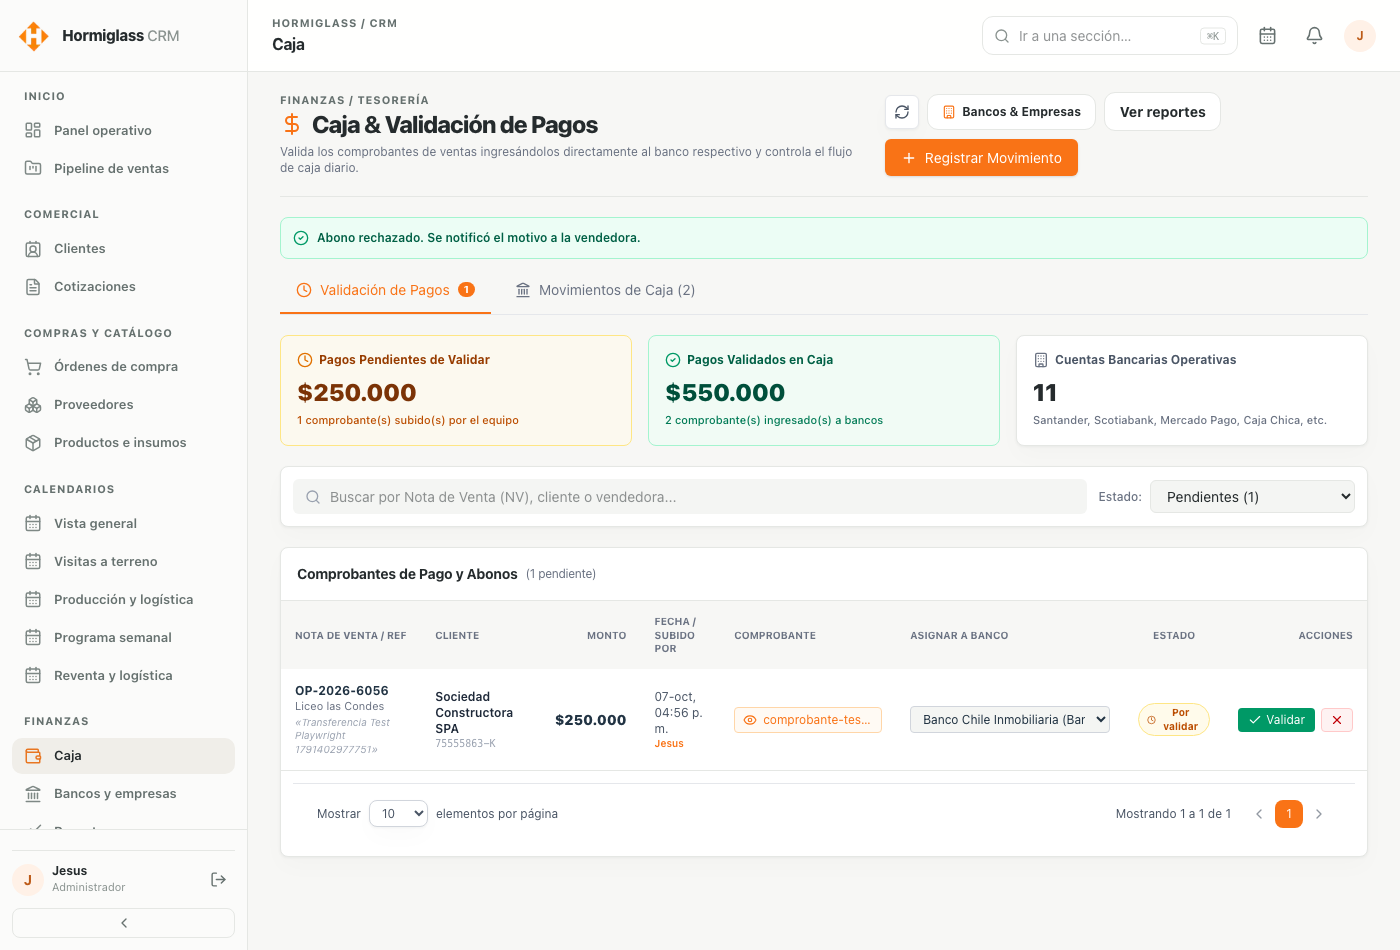 Hormiglass CRM
INICIO
Panel operativo
Pipeline de ventas
COMERCIAL
Clientes
Cotizaciones
COMPRAS Y CATÁLOGO
Órdenes de compra
Proveedores
Productos e insumos
CALENDARIOS
Vista general
Visitas a terreno
Producción y logística
Programa semanal
Reventa y logística
FINANZAS
Caja
Bancos y empresas
Jesus
Administrador
J
HORMIGLASS / CRM
Caja
Ir a una sección...
⌘K
J
FINANZAS / TESORERÍA
Caja & Validación de Pagos
Valida los comprobantes de ventas ingresándolos directamente al banco respectivo y controla el flujo
de caja diario.
Bancos & Empresas
Ver reportes
Registrar Movimiento
Abono rechazado. Se notificó el motivo a la vendedora.
Validación de Pagos 1
Movimientos de Caja (2)
Pagos Pendientes de Validar
$250.000
1 comprobante(s) subido(s) por el equipo
Pagos Validados en Caja
$550.000
2 comprobante(s) ingresado(s) a bancos
Cuentas Bancarias Operativas
11
Santander, Scotiabank, Mercado Pago, Caja Chica, etc.
Buscar por Nota de Venta (NV), cliente o vendedora...
Estado:
Pendientes (1)
Comprobantes de Pago y Abonos (1 pendiente)
NOTA DE VENTA / REF
CLIENTE
MONTO
FECHA /
SUBIDO
POR
COMPROBANTE
ASIGNAR A BANCO
ESTADO
ACCIONES
OP-2026-6056
Liceo las Condes
«Transferencia Test
Playwright
1791402977751»
Sociedad
Constructora
SPA
75555863-K
$250.000
07-oct,
04:56 p.
m.
Jesus
comprobante-tes...
Banco Chile Inmobiliaria (Bar
Por
validar
Validar
Mostrar 10 elementos por página
Mostrando 1 a 1 de 1
1